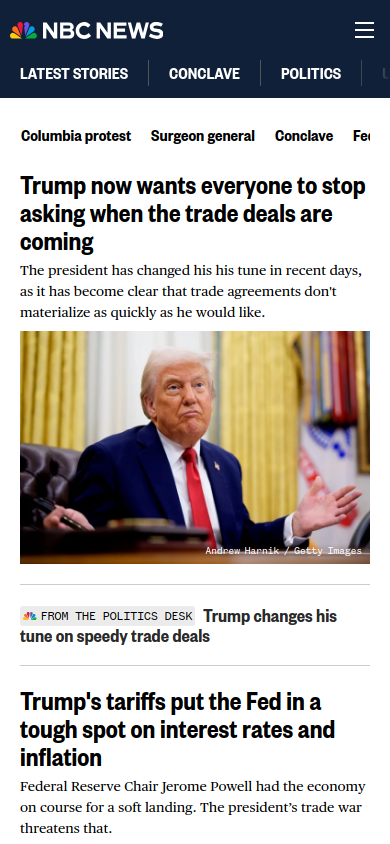 NBC NEWS
LATEST STORIES CONCLAVE POLITICS
Columbia protest Surgeon general Conclave
Trump now wants everyone to stop
asking when the trade deals are
coming
The president has changed his his tune in recent days,
as it has become clear that trade agreements don't
materialize as quickly as he would like.
Andrew Harnik / Getty Images
FROM THE POLITICS DESK Trump changes his
tune on speedy trade deals
Trump's tariffs put the Fed in a
tough spot on interest rates and
inflation
Federal Reserve Chair Jerome Powell had the economy
on course for a soft landing. The president's trade war
threatens that.